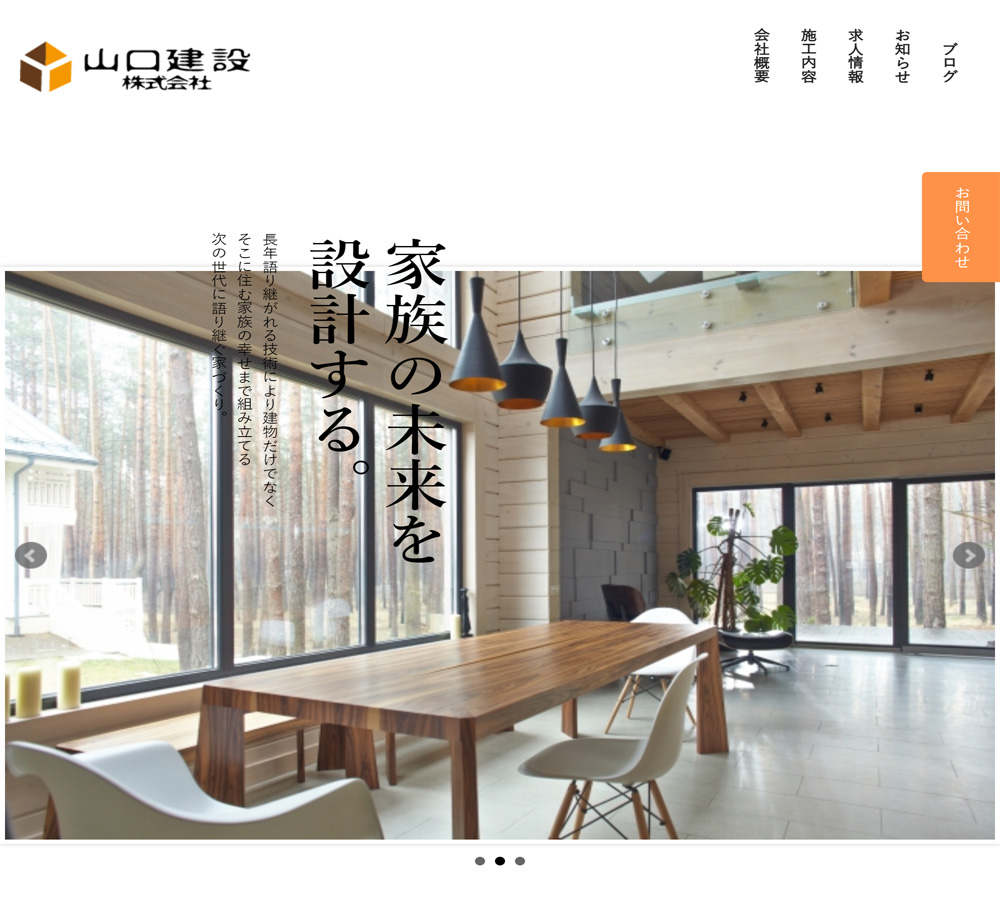 山口建設
株式会社
会社概要
施工内容
求人情報
お知らせ
ブログ
お問い合わせ
家族の未来を
設計する。
長年語り継がれる技術により建物だけでなく
そこに住む家族の幸せまで組み立てる
次の世代に語り継ぐ家づくり。